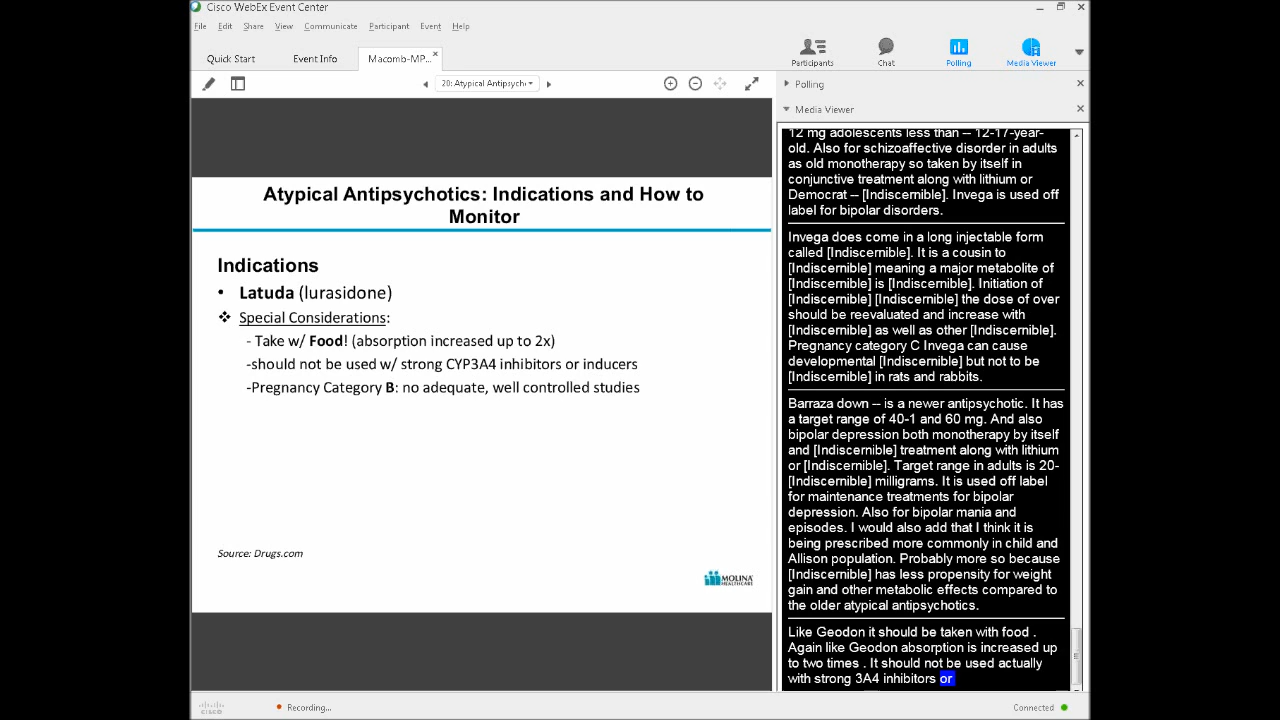 Cisco WebEx Event Center
File Edit Share View Communicate Participant Event Help
Quick Start Event Info Macomb-MP...
Participants Chat Polling Media Viewer
20: Atypical Antipsych
Polling
Media Viewer
Atypical Antipsychotics: Indications and How to
Monitor
Indications
• Latuda (lurasidone)
❖ Special Considerations:
- Take w/ Food! (absorption increased up to 2x)
-should not be used w/ strong CYP3A4 inhibitors or inducers
-Pregnancy Category B: no adequate, well controlled studies
Source: Drugs.com
MOLINA
HEALTHCARE
12 mg adolescents less than -- 12-17-year-
old. Also for schizoaffective disorder in adults
as old monotherapy so taken by itself in
conjunctive treatment along with lithium or
Democrat -- [Indiscernible]. Invega is used off
label for bipolar disorders.
Invega does come in a long injectable form
called [Indiscernible]. It is a cousin to
[Indiscernible] meaning a major metabolite of
[Indiscernible] is [Indiscernible]. Initiation of
[Indiscernible] [Indiscernible] the dose of over
should be reevaluated and increase with
[Indiscernible] as well as other [Indiscernible].
Pregnancy category C Invega can cause
developmental [Indiscernible] but not to be
[Indiscernible] in rats and rabbits.
Barraza down -- is a newer antipsychotic. It has
a target range of 40-1 and 60 mg. And also
bipolar depression both monotherapy by itself
and [Indiscernible] treatment along with lithium
or [Indiscernible]. Target range in adults is 20-
[Indiscernible] milligrams. It is used off label
for maintenance treatments for bipolar
depression. Also for bipolar mania and
episodes. I would also add that I think it is
being prescribed more commonly in child and
Allison population. Probably more so because
[Indiscernible] has less propensity for weight
gain and other metabolic effects compared to
the older atypical antipsychotics.
Like Geodon it should be taken with food .
Again like Geodon absorption is increased up
to two times . It should not be used actually
with strong 3A4 inhibitors or
CISCO
Recording...
Connected